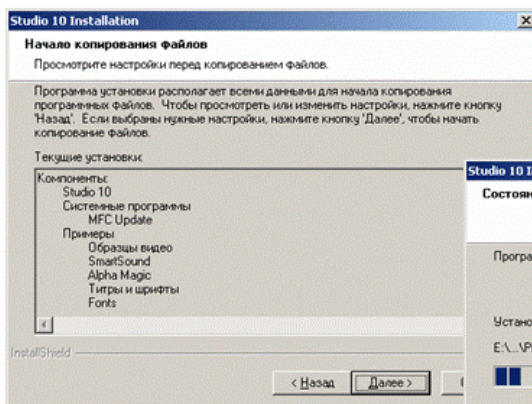 Studio 10 Installation
Начало копирования файлов
Просмотрите настройки перед копированием файлов.
Программа установки располагает всеми данными для начала копирования
программных файлов. Чтобы просмотреть или изменить настройки, нажмите кнопку
'Назад'. Если выбраны нужные настройки, нажмите кнопку 'Далее', чтобы начать
копирование файлов.
Текущие установки:
Компоненты:
Studio 10
Системные программы
MFC Update
Примеры
Образцы видео
SmartSound
Alpha Magic
Титры и шрифты
Fonts
InstallShield
< Назад
Далее >
Studio 10 I
Состоян
Програ
Устано
E:\...\P